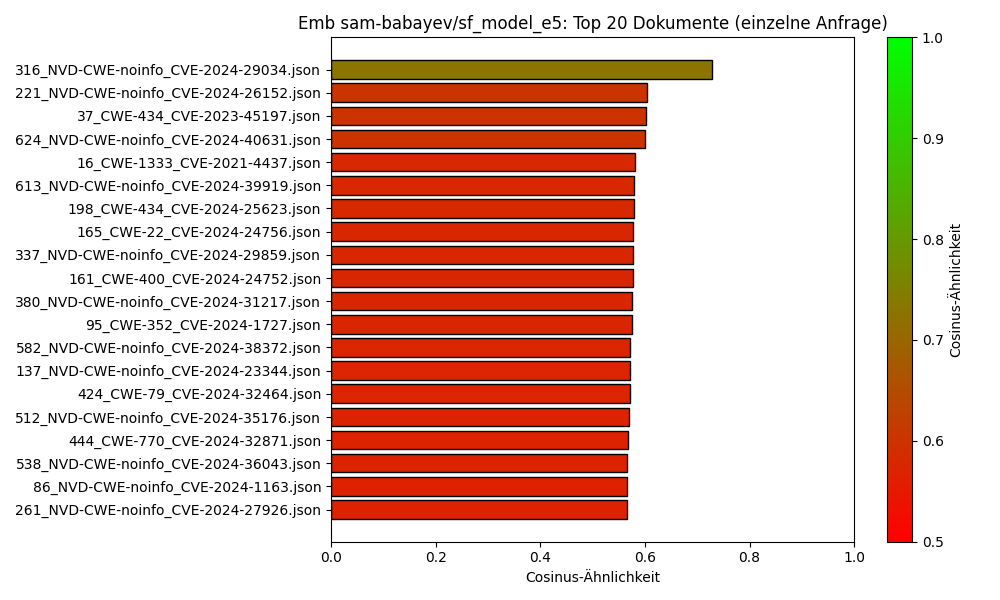 Emb sam-babayev/sf_model_e5: Top 20 Dokumente (einzelne Anfrage)
316_NVD-CWE-noinfo_CVE-2024-29034.json
221_NVD-CWE-noinfo_CVE-2024-26152.json
37_CWE-434_CVE-2023-45197.json
624_NVD-CWE-noinfo_CVE-2024-40631.json
16_CWE-1333_CVE-2021-4437.json
613_NVD-CWE-noinfo_CVE-2024-39919.json
198_CWE-434_CVE-2024-25623.json
165_CWE-22_CVE-2024-24756.json
337_NVD-CWE-noinfo_CVE-2024-29859.json
161_CWE-400_CVE-2024-24752.json
380_NVD-CWE-noinfo_CVE-2024-31217.json
95_CWE-352_CVE-2024-1727.json
582_NVD-CWE-noinfo_CVE-2024-38372.json
137_NVD-CWE-noinfo_CVE-2024-23344.json
424_CWE-79_CVE-2024-32464.json
512_NVD-CWE-noinfo_CVE-2024-35176.json
444_CWE-770_CVE-2024-32871.json
538_NVD-CWE-noinfo_CVE-2024-36043.json
86_NVD-CWE-noinfo_CVE-2024-1163.json
261_NVD-CWE-noinfo_CVE-2024-27926.json
0.0 0.2 0.4 0.6 0.8 1.0
Cosinus-Ähnlichkeit
1.0
0.9
0.8
0.7
0.6
0.5
Cosinus-Ähnlichkeit